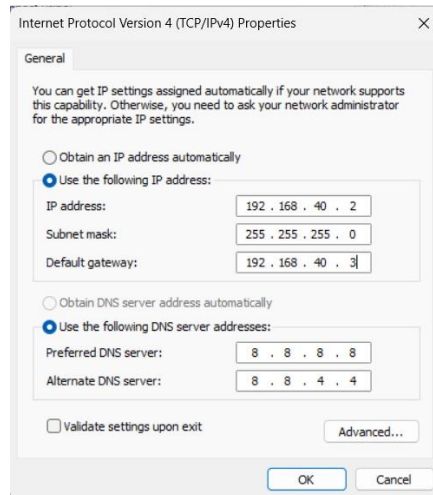 Internet Protocol Version 4 (TCP/IPv4) Properties
General
You can get IP settings assigned automatically if your network supports
this capability. Otherwise, you need to ask your network administrator
for the appropriate IP settings.
Obtain an IP address automatically
Use the following IP address:
IP address: 192 . 168 . 40 . 2
Subnet mask: 255 . 255 . 255 . 0
Default gateway: 192 . 168 . 40 . 3
Obtain DNS server address automatically
Use the following DNS server addresses:
Preferred DNS server: 8 . 8 . 8 . 8
Alternate DNS server: 8 . 8 . 4 . 4
Validate settings upon exit
Advanced...
OK Cancel